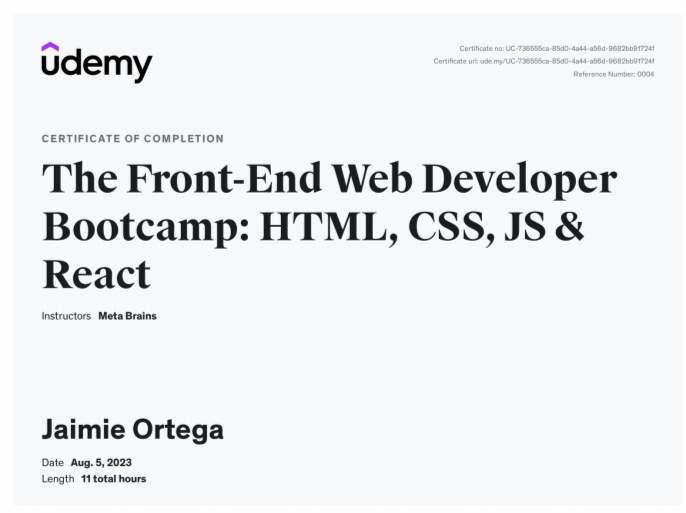 udemy
Certificate no: UC-736555ca-85d0-4a44-a56d-9682bb91724f
Certificate url: ude.my/UC-736555ca-85d0-4a44-a56d-9682bb91724f
Reference Number: 0004
CERTIFICATE OF COMPLETION
The Front-End Web Developer
Bootcamp: HTML, CSS, JS &
React
Instructors Meta Brains
Jaimie Ortega
Date Aug. 5, 2023
Length 11 total hours